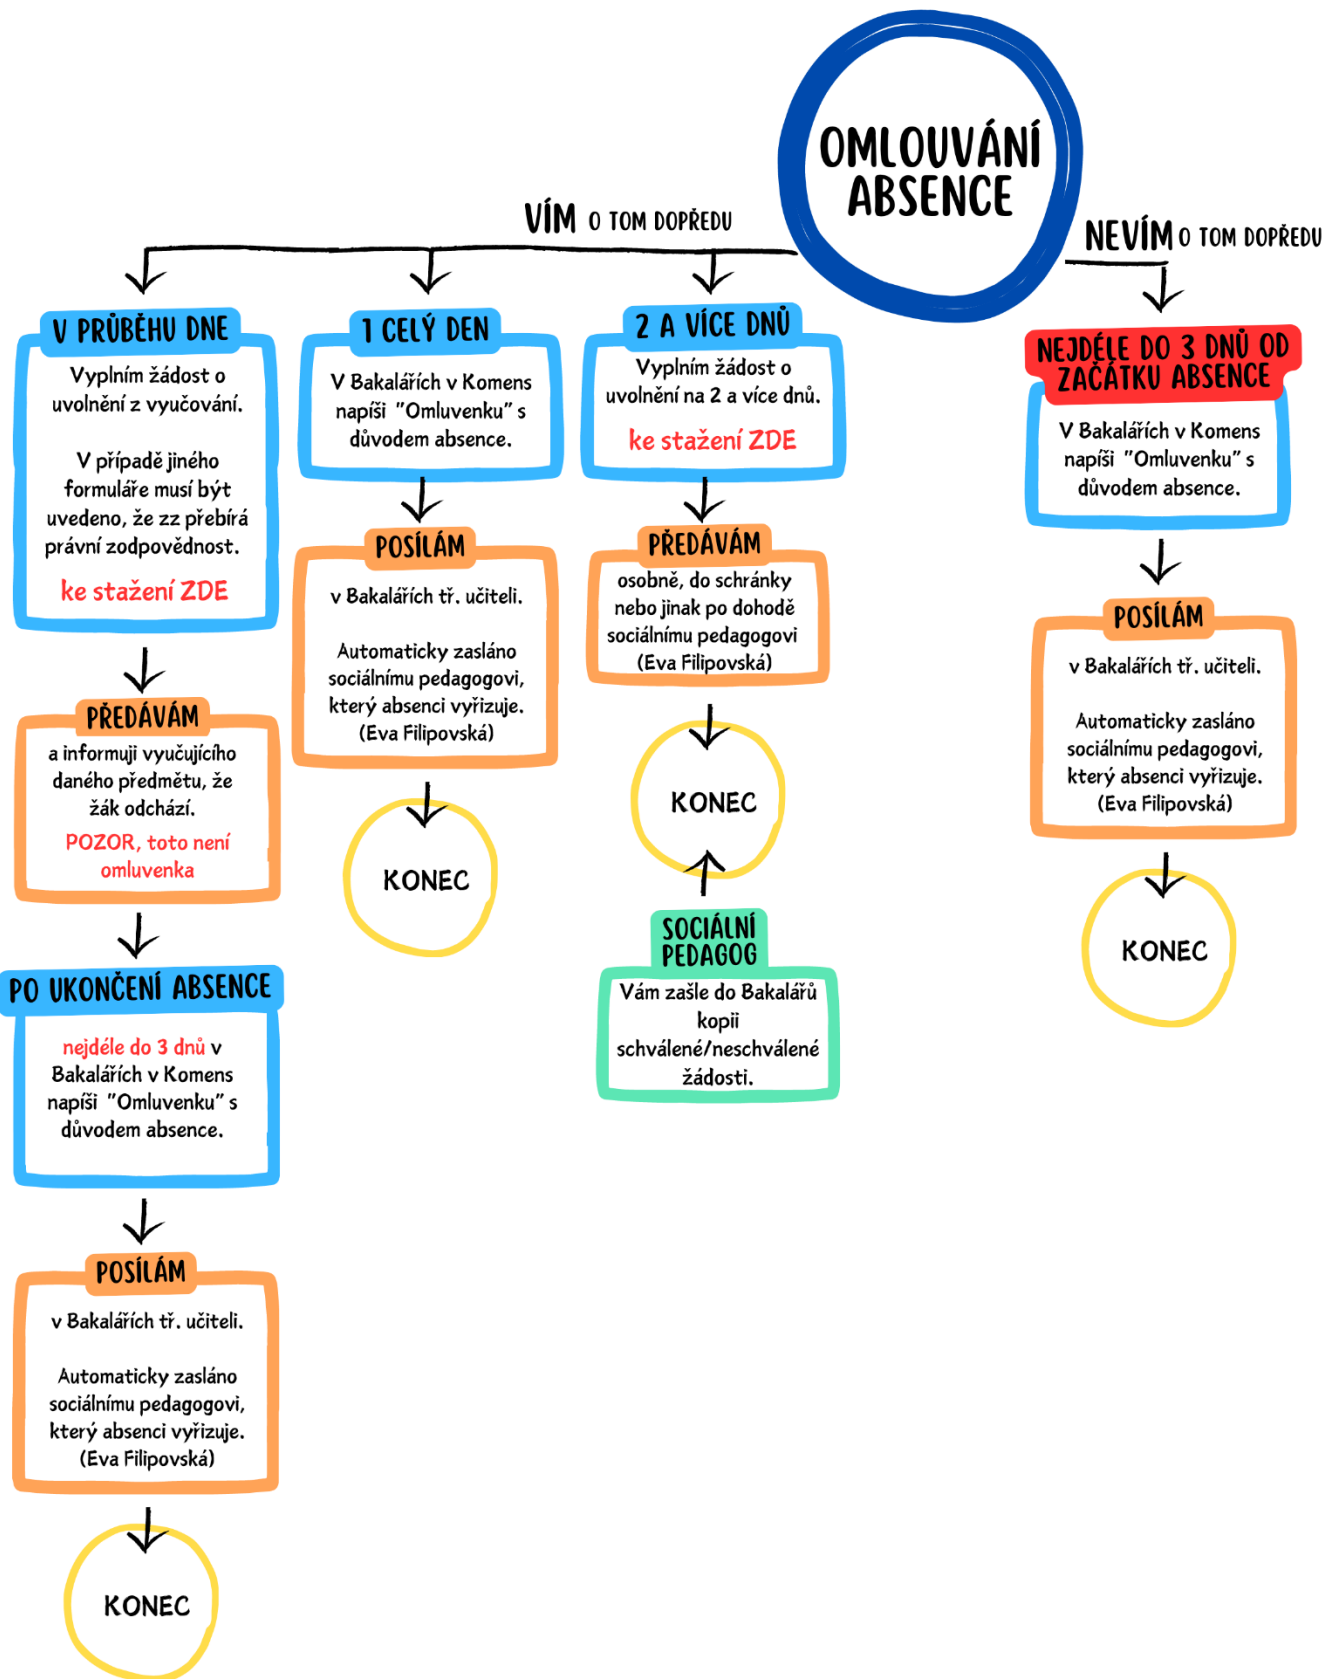 OMLOUVÁNÍ
ABSENCE
VÍM O TOM DOPŘEDU
NEVÍM O TOM DOPŘEDU
V PRŮBĚHU DNE
Vyplním žádost o
uvolnění z vyučování.
V případě jiného
formuláře musí být
uvedeno, že zz přebírá
právní zodpovědnost.
ke stažení ZDE
PŘEDÁVÁM
a informuji vyučujícího
daného předmětu, že
žák odchází.
POZOR, toto není
omluvenka
PO UKONČENÍ ABSENCE
nejdéle do 3 dnů v
Bakalářích v Komens
napíši "Omluvenku" s
důvodem absence.
POSÍLÁM
v Bakalářích tř. učiteli.
Automaticky zasláno
sociálnímu pedagogovi,
který absenci vyřizuje.
(Eva Filipovská)
KONEC
1 CELÝ DEN
V Bakalářích v Komens
napíši "Omluvenku" s
důvodem absence.
POSÍLÁM
v Bakalářích tř. učiteli.
Automaticky zasláno
sociálnímu pedagogovi,
který absenci vyřizuje.
(Eva Filipovská)
KONEC
2 A VÍCE DNŮ
Vyplním žádost o
uvolnění na 2 a více dnů.
ke stažení ZDE
PŘEDÁVÁM
osobně, do schránky
nebo jinak po dohodě
sociálnímu pedagogovi
(Eva Filipovská)
KONEC
SOCIÁLNÍ
PEDAGOG
Vám zašle do Bakalářů
kopii
schválené/neschválené
žádosti.
NEJDÉLE DO 3 DNŮ OD
ZAČÁTKU ABSENCE
V Bakalářích v Komens
napíši "Omluvenku" s
důvodem absence.
POSÍLÁM
v Bakalářích tř. učiteli.
Automaticky zasláno
sociálnímu pedagogovi,
který absenci vyřizuje.
(Eva Filipovská)
KONEC